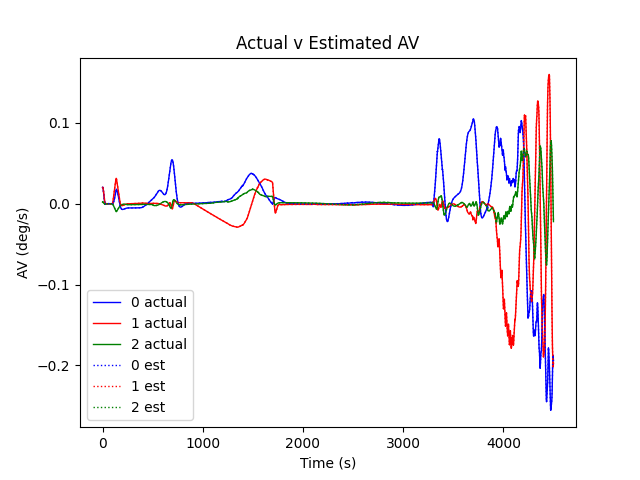 Actual v Estimated AV
AV (deg/s)
0.1
0.0
−0.1
−0.2
0 actual
1 actual
2 actual
0 est
1 est
2 est
0 1000 2000 3000 4000
Time (s)